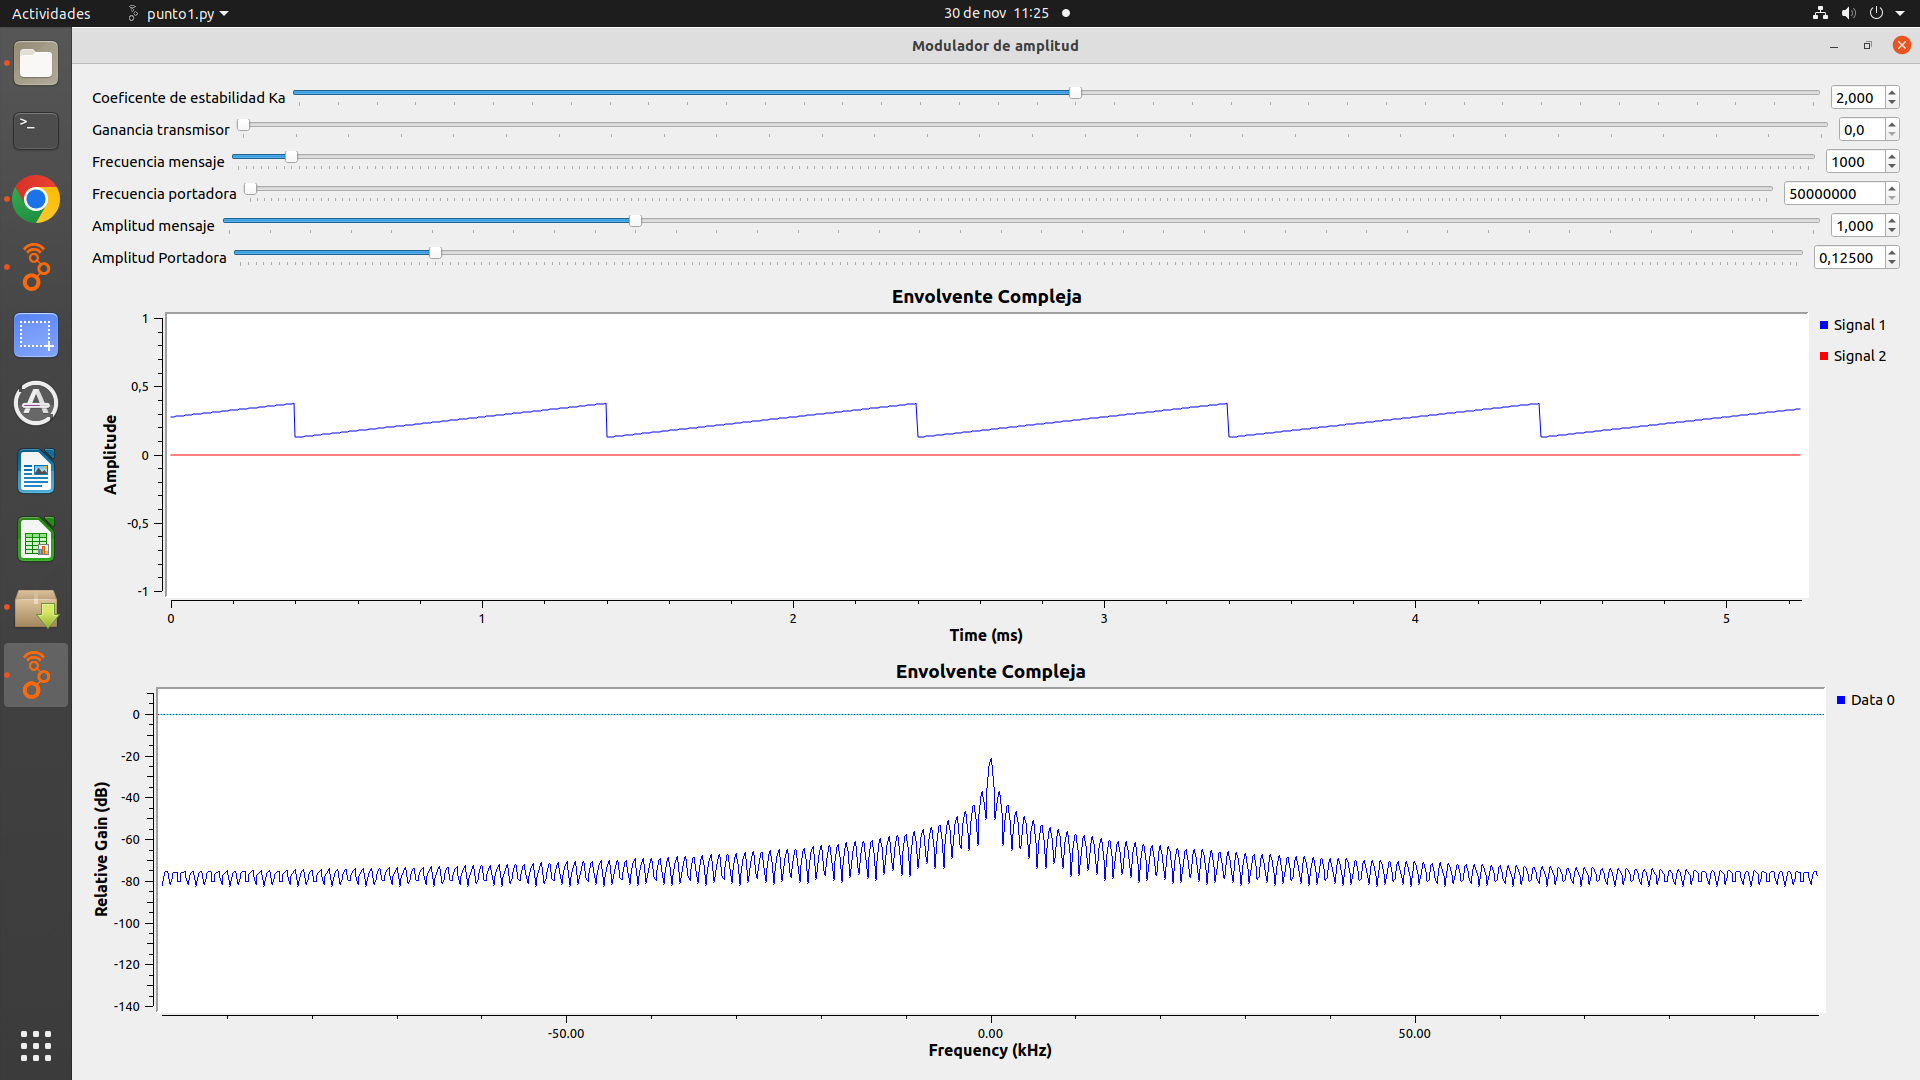 Actividades punto1.py 30 de nov 11:25
Modulador de amplitud
Coeficente de estabilidad Ka 2,000
Ganancia transmisor 0,0
Frecuencia mensaje 1000
Frecuencia portadora 50000000
Amplitud mensaje 1,000
Amplitud Portadora 0,12500
Envolvente Compleja
Signal 1
Signal 2
Amplitude
1
0,5
0
-0,5
-1
0 1 2 3 4 5
Time (ms)
Envolvente Compleja
Data 0
Relative Gain (dB)
0
-20
-40
-60
-80
-100
-120
-140
-50.00 0.00 50.00
Frequency (kHz)